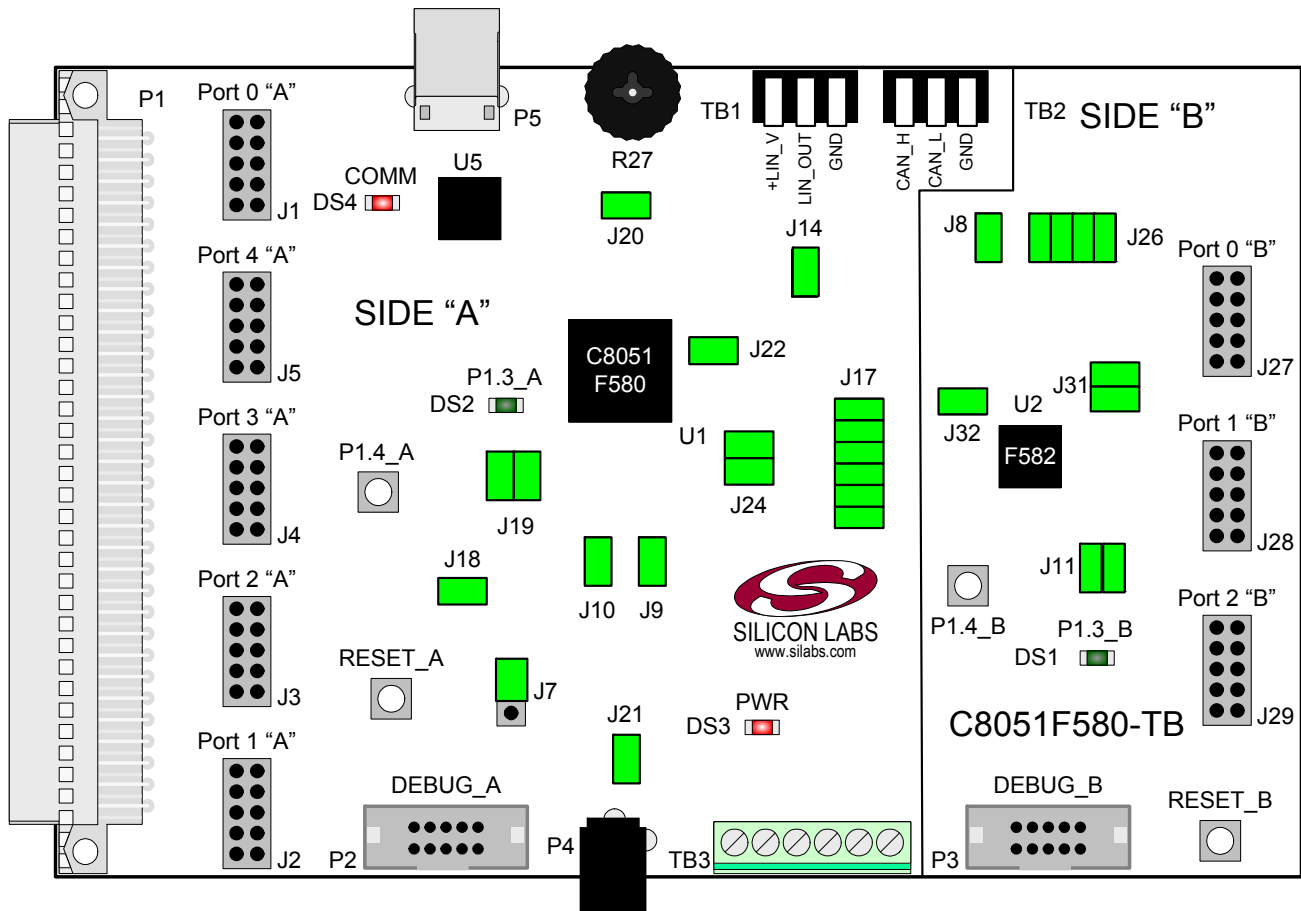 P1
Port 0 “A”
J1
P5
TB1
TB2
SIDE “B”
+LIN_V
LIN_OUT
GND
CAN_H
CAN_L
GND
U5
R27
COMM
DS4
J20
J14
J8
J26
Port 4 “A”
J5
Port 0 “B”
J27
SIDE “A”
C8051
F580
J22
J17
P1.3_A
DS2
U1
J24
J31
J32
U2
F582
Port 3 “A”
J4
P1.4_A
J19
Port 1 “B”
J28
J18
J10
J9
J11
SILICON LABS
www.silabs.com
P1.4_B
P1.3_B
DS1
Port 2 “A”
J3
RESET_A
J7
Port 2 “B”
J29
J21
PWR
DS3
C8051F580-TB
Port 1 “A”
J2
DEBUG_A
P2
P4
TB3
DEBUG_B
P3
RESET_B